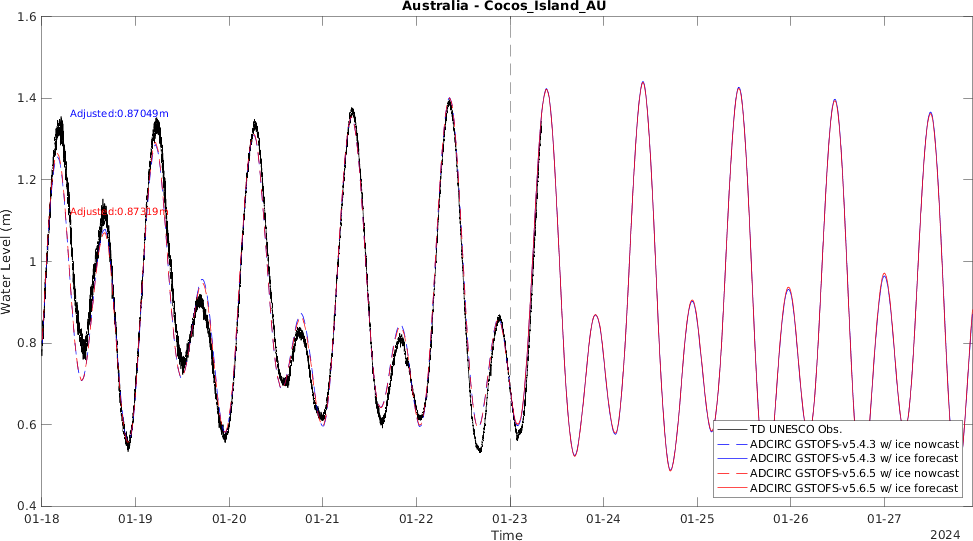 Australia - Cocos_Island_AU
1.6
1.4
1.2
1
0.8
0.6
0.4
Water Level (m)
Adjusted:0.87049m
Adjusted:0.87319m
TD UNESCO Obs.
ADCIRC GSTOFS-v5.4.3 w/ ice nowcast
ADCIRC GSTOFS-v5.4.3 w/ ice forecast
ADCIRC GSTOFS-v5.6.5 w/ ice nowcast
ADCIRC GSTOFS-v5.6.5 w/ ice forecast
01-18 01-19 01-20 01-21 01-22 01-23 01-24 01-25 01-26 01-27
Time
2024